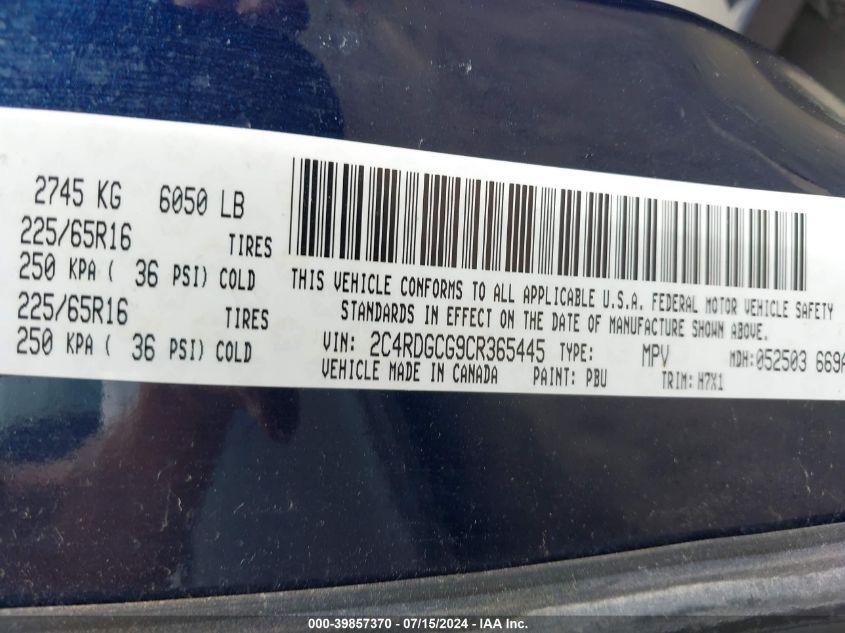 2745 KG 6050 LB
225/65R16 TIRES
250 KPA ( 36 PSI) COLD
225/65R16 TIRES
250 KPA ( 36 PSI) COLD
THIS VEHICLE CONFORMS TO ALL APPLICABLE U.S.A. FEDERAL MOTOR VEHICLE SAFETY
STANDARDS IN EFFECT ON THE DATE OF MANUFACTURE SHOWN ABOVE.
VIN: 2C4RDGCG9CR365445 TYPE: MPV MDH:052503 669A
VEHICLE MADE IN CANADA PAINT: PBU TRIM: H7X1
000-39857370 - 07/15/2024 - IAA Inc.